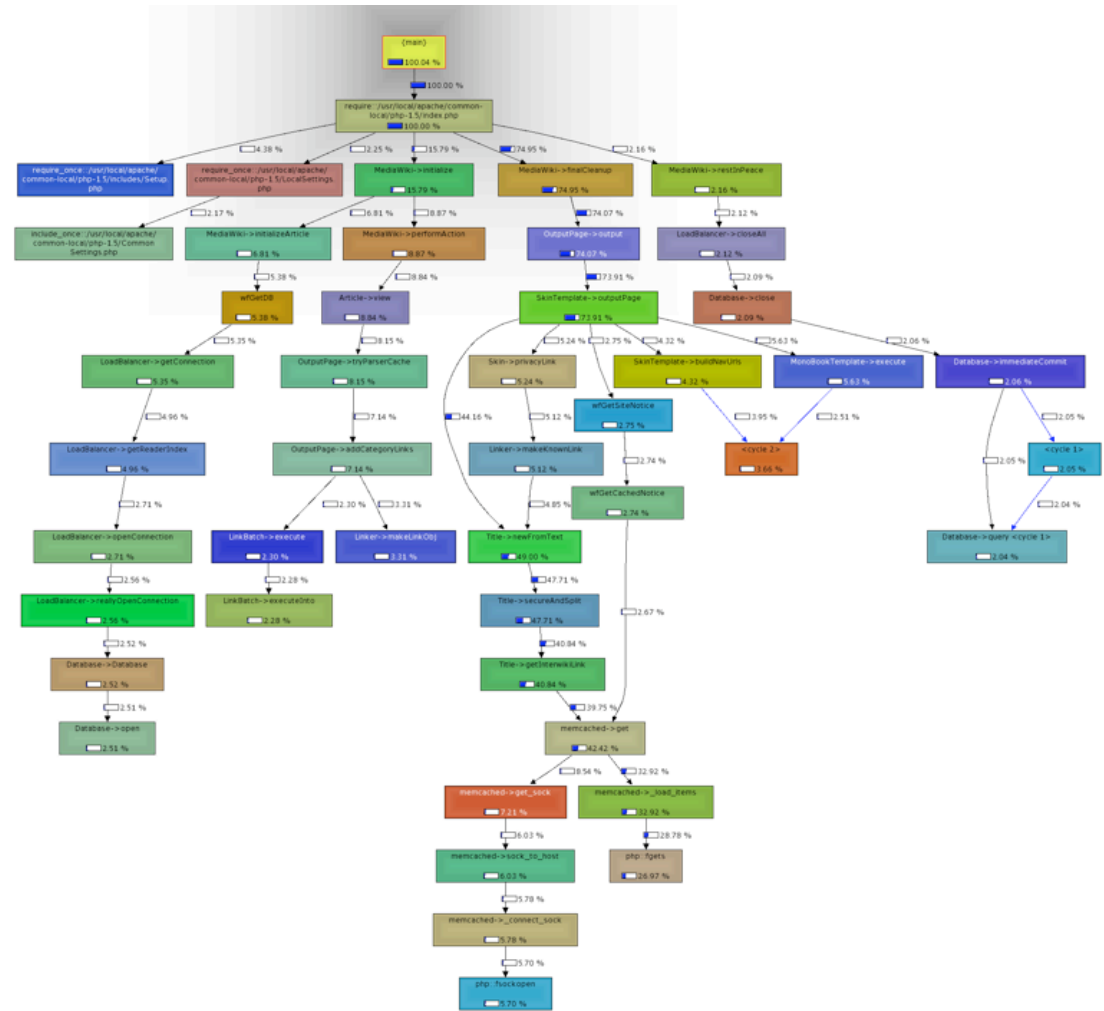 {main}
100.04 %
100.00 %
require::/usr/local/apache/common-
local/php-1.5/index.php
100.00 %
4.38 %
2.25 %
15.79 %
74.95 %
2.16 %
require_once::/usr/local/apache/
common-local/php-1.5/includes/Setup.
php
require_once::/usr/local/apache/
common-local/php-1.5/LocalSettings.
php
MediaWiki->initialize
15.79 %
MediaWiki->finalCleanup
74.95 %
MediaWiki->restInPeace
2.16 %
2.17 %
6.81 %
8.87 %
74.07 %
2.12 %
include_once::/usr/local/apache/
common-local/php-1.5/Common
Settings.php
MediaWiki->initializeArticle
6.81 %
MediaWiki->performAction
8.87 %
OutputPage->output
74.07 %
LoadBalancer->closeAll
2.12 %
5.38 %
8.84 %
73.91 %
2.09 %
wfGetDB
5.38 %
Article->view
8.84 %
SkinTemplate->outputPage
73.91 %
Database->close
2.09 %
5.35 %
8.15 %
5.24 %
2.75 %
4.32 %
5.63 %
2.06 %
LoadBalancer->getConnection
5.35 %
OutputPage->tryParserCache
8.15 %
Skin->privacyLink
5.24 %
SkinTemplate->buildNavUrls
4.32 %
MonoBookTemplate->execute
5.63 %
Database->immediateCommit
2.06 %
4.96 %
7.14 %
44.16 %
5.12 %
wfGetSiteNotice
2.75 %
3.95 %
2.51 %
2.05 %
LoadBalancer->getReaderIndex
4.96 %
OutputPage->addCategoryLinks
7.14 %
Linker->makeKnownLink
5.12 %
2.74 %
<cycle 2>
3.66 %
2.05 %
<cycle 1>
2.05 %
2.71 %
2.30 %
3.31 %
4.85 %
wfGetCachedNotice
2.74 %
2.04 %
LoadBalancer->openConnection
2.71 %
LinkBatch->execute
2.30 %
Linker->makeLinkObj
3.31 %
Title->newFromText
49.00 %
Database->query <cycle 1>
2.04 %
2.56 %
2.28 %
47.71 %
LoadBalancer->reallyOpenConnection
2.56 %
LinkBatch->executeInto
2.28 %
Title->secureAndSplit
47.71 %
2.67 %
2.52 %
40.84 %
Database->Database
2.52 %
Title->getInterwikiLink
40.84 %
2.51 %
39.75 %
Database->open
2.51 %
memcached->get
42.42 %
8.54 %
32.92 %
memcached->get_sock
7.21 %
memcached->_load_items
32.92 %
6.03 %
28.78 %
memcached->sock_to_host
6.03 %
php::fgets
26.97 %
5.78 %
memcached->_connect_sock
5.78 %
5.70 %
php::fsockopen
5.70 %